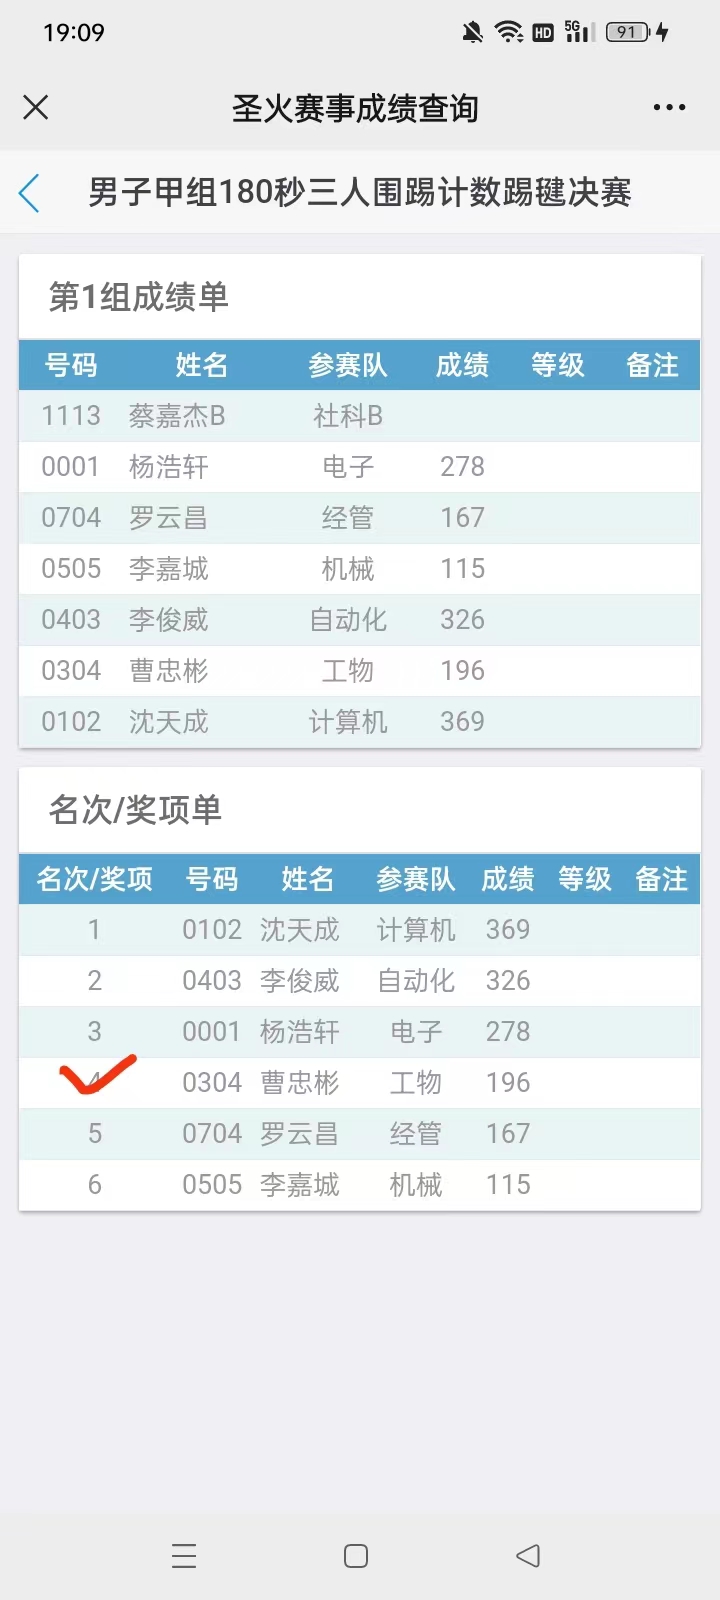 19:09 HD 5G 91
圣火赛事成绩查询
男子甲组180秒三人围踢计数踢毽决赛
第1组成绩单
号码 姓名 参赛队 成绩 等级 备注
1113 蔡嘉杰B 社科B
0001 杨浩轩 电子 278
0704 罗云昌 经管 167
0505 李嘉城 机械 115
0403 李俊威 自动化 326
0304 曹忠彬 工物 196
0102 沈天成 计算机 369
名次/奖项单
名次/奖项 号码 姓名 参赛队 成绩 等级 备注
1 0102 沈天成 计算机 369
2 0403 李俊威 自动化 326
3 0001 杨浩轩 电子 278
4 0304 曹忠彬 工物 196
5 0704 罗云昌 经管 167
6 0505 李嘉城 机械 115